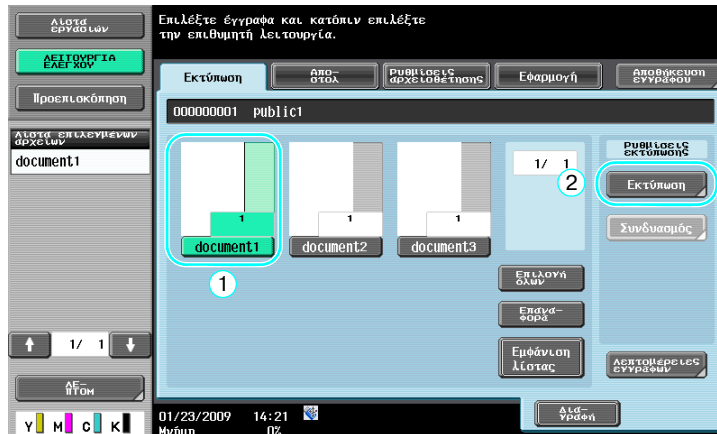 Λίστα
εργασιών
ΛΕΙΤΟΥΡΓΙΑ
ΕΛΕΓΧΟΥ
Προεπισκόπηση
Λίστα επιλεγμένων
αρχείων
document1
1/ 1
ΛΕ-
ΠΤΟΜ
Y M C K
Επιλέξτε έγγραφα και κατόπιν επιλέξτε
την επιθυμητή λειτουργία.
Εκτύπωση
Απο-
στολ
Ρυθμίσεις
αρχειοθέτησης
Εφαρμογή
Αποθήκευση
εγγράφου
000000001 public1
1 1 1
document1 document2 document3
1
1/ 1
2
Επιλογή
όλων
Επανα-
φορά
Εμφάνιση
λίστας
Ρυθμίσεις
εκτύπωσης
Εκτύπωση
Συνδυασμός
Λεπτομέρειες
εγγράφων
Δια-
γραφή
01/23/2009 14:21
Μνήμη 0%